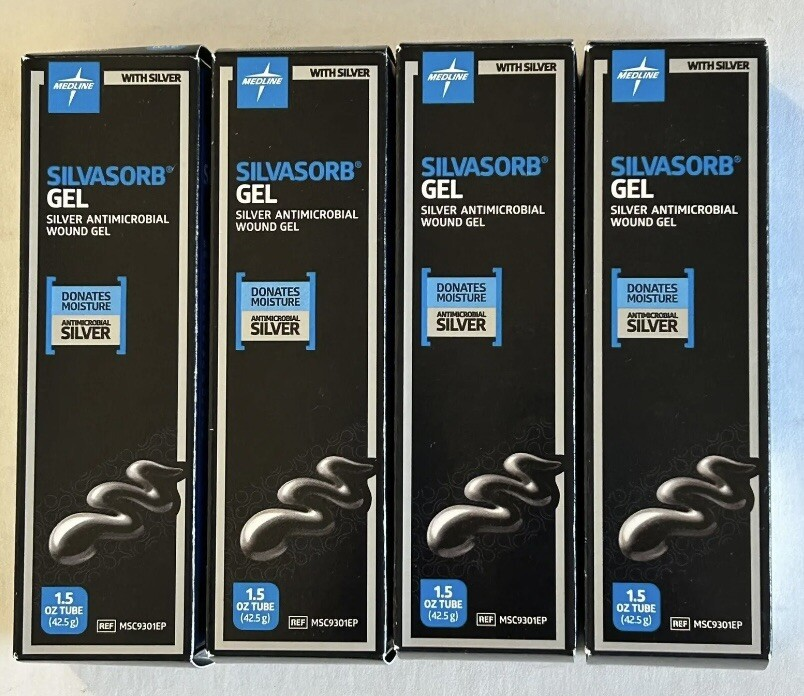 MEDLINE
WITH SILVER
SILVASORB®
GEL
SILVER ANTIMICROBIAL
WOUND GEL
DONATES
MOISTURE
ANTIMICROBIAL
SILVER
1.5
OZ TUBE
(42.5 g)
REF MSC9301EP
MEDLINE
WITH SILVER
SILVASORB®
GEL
SILVER ANTIMICROBIAL
WOUND GEL
DONATES
MOISTURE
ANTIMICROBIAL
SILVER
1.5
OZ TUBE
(42.5 g)
REF MSC9301EP
MEDLINE
WITH SILVER
SILVASORB®
GEL
SILVER ANTIMICROBIAL
WOUND GEL
DONATES
MOISTURE
ANTIMICROBIAL
SILVER
1.5
OZ TUBE
(42.5 g)
REF MSC9301EP
MEDLINE
WITH SILVER
SILVASORB®
GEL
SILVER ANTIMICROBIAL
WOUND GEL
DONATES
MOISTURE
ANTIMICROBIAL
SILVER
1.5
OZ TUBE
(42.5 g)
REF MSC9301EP